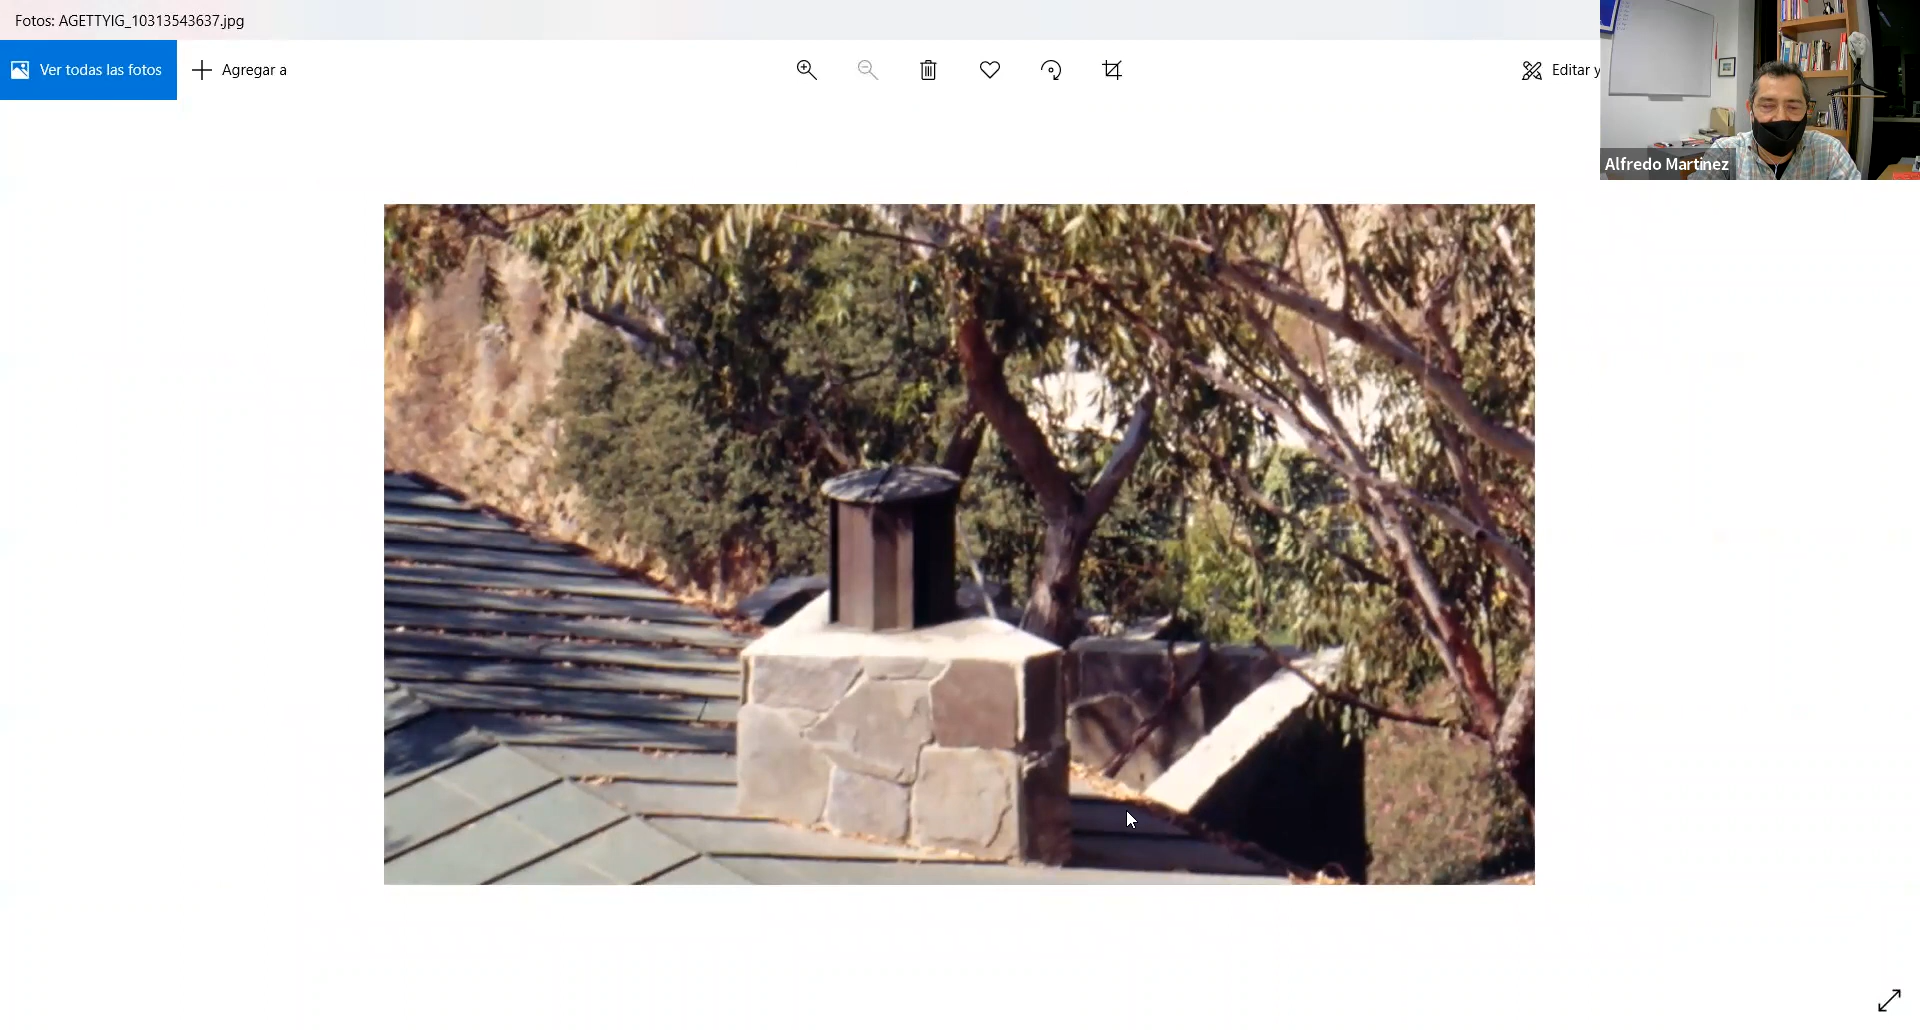 Fotos: AGETTYIG_10313543637.jpg
Ver todas las fotos
Agregar a
Editar y
Alfredo Martinez